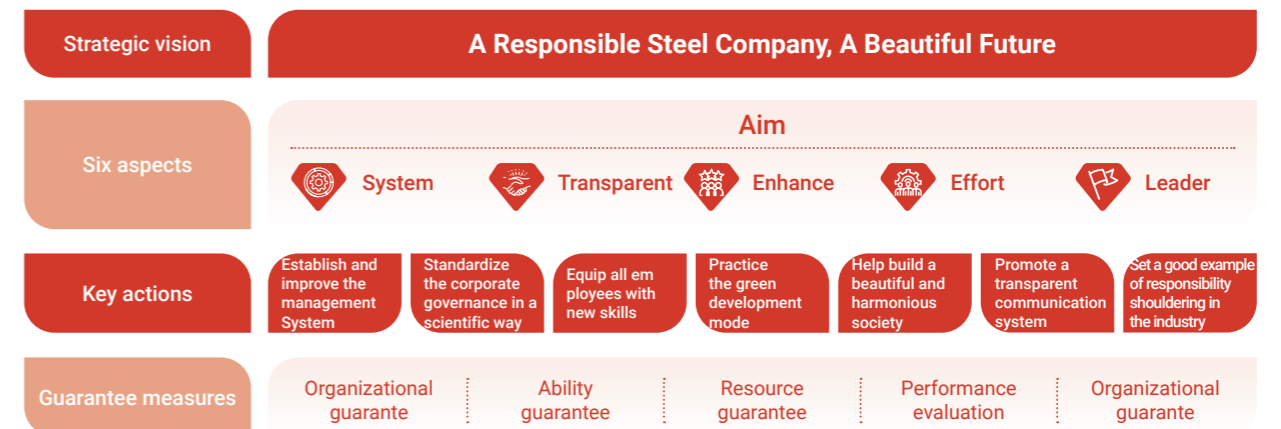 Strategic vision
A Responsible Steel Company, A Beautiful Future
Six aspects
Aim
System
Transparent
Enhance
Effort
Leader
Key actions
Establish and
improve the
management
System
Standardize
the corporate
governance in a
scientific way
Equip all em
ployees with
new skills
Practice
the green
development
mode
Help build a
beautiful and
harmonious
society
Promote a
transparent
communication
system
Set a good example
of responsibility
shouldering in
the industry
Guarantee measures
Organizational
guarante
Ability
guarantee
Resource
guarantee
Performance
evaluation
Organizational
guarante